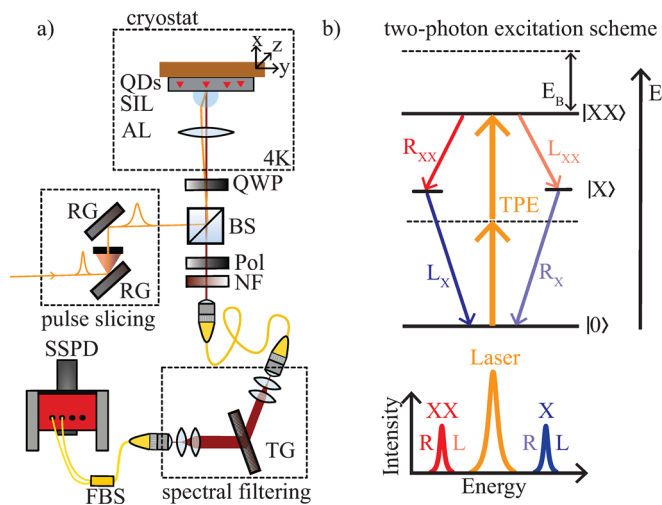 a)
cryostat
x
z
y
QDs
SIL
AL
4K
QWP
RG
BS
Pol
NF
RG
pulse slicing
SSPD
TG
FBS
spectral filtering
b)
two-photon excitation scheme
E_B
E
|XX⟩
R_XX
L_XX
|X⟩
TPE
L_X
R_X
|0⟩
Laser
Intensity
XX
X
R L
R L
Energy